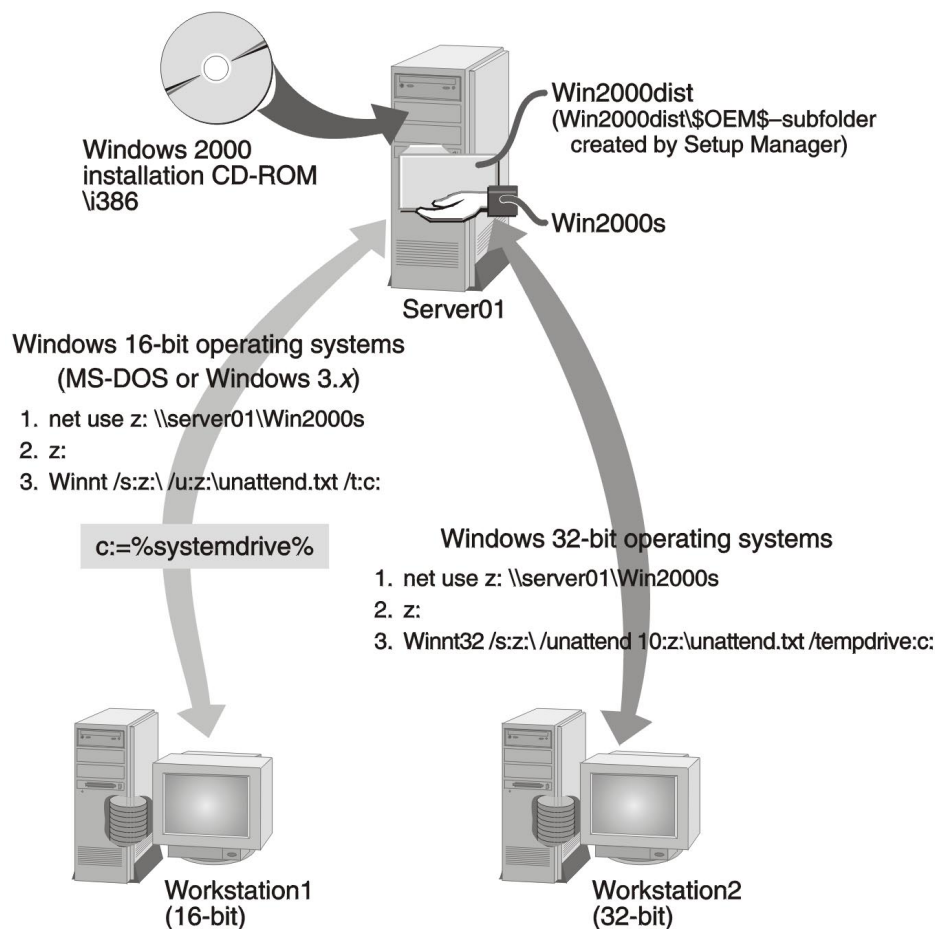 Windows 2000
installation CD-ROM
\i386
Win2000dist
(Win2000dist\$OEM$–subfolder
created by Setup Manager)
Win2000s
Server01
Windows 16-bit operating systems
(MS-DOS or Windows 3.x)
1. net use z: \\server01\Win2000s
2. z:
3. Winnt /s:z:\ /u:z:\unattend.txt /t:c:
c:=%systemdrive%
Windows 32-bit operating systems
1. net use z: \\server01\Win2000s
2. z:
3. Winnt32 /s:z:\ /unattend 10:z:\unattend.txt /tempdrive:c:
Workstation1
(16-bit)
Workstation2
(32-bit)